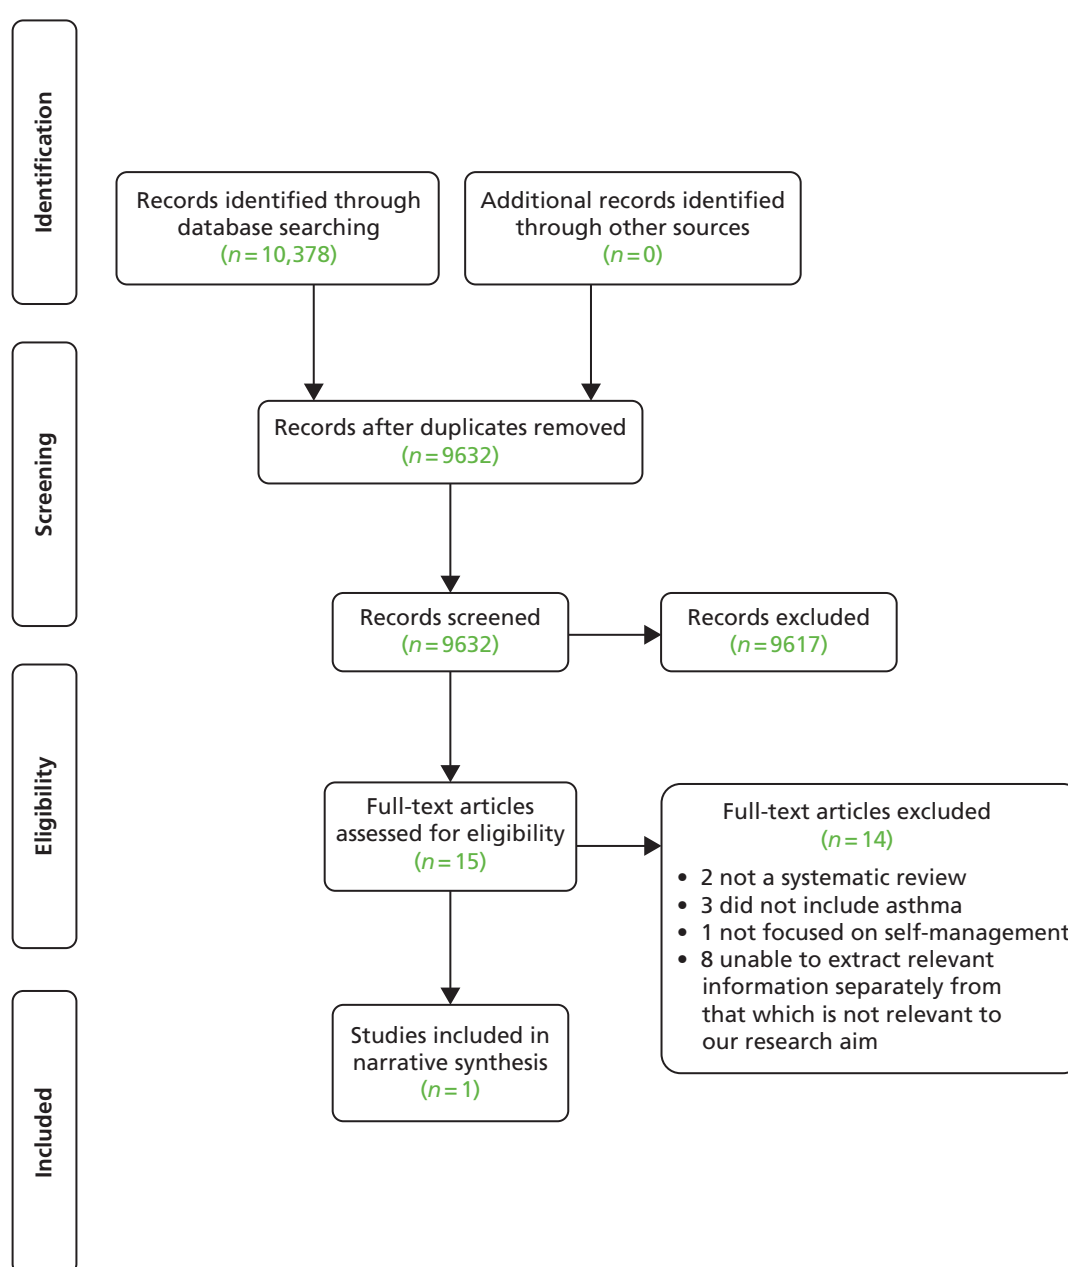 Identification
Records identified through
database searching
(n=10,378)
Additional records identified
through other sources
(n=0)
Screening
Records after duplicates removed
(n=9632)
Records screened
(n=9632)
Records excluded
(n=9617)
Eligibility
Full-text articles
assessed for eligibility
(n=15)
Full-text articles excluded
(n=14)
• 2 not a systematic review
• 3 did not include asthma
• 1 not focused on self-management
• 8 unable to extract relevant
information separately from
that which is not relevant to
our research aim
Included
Studies included in
narrative synthesis
(n=1)